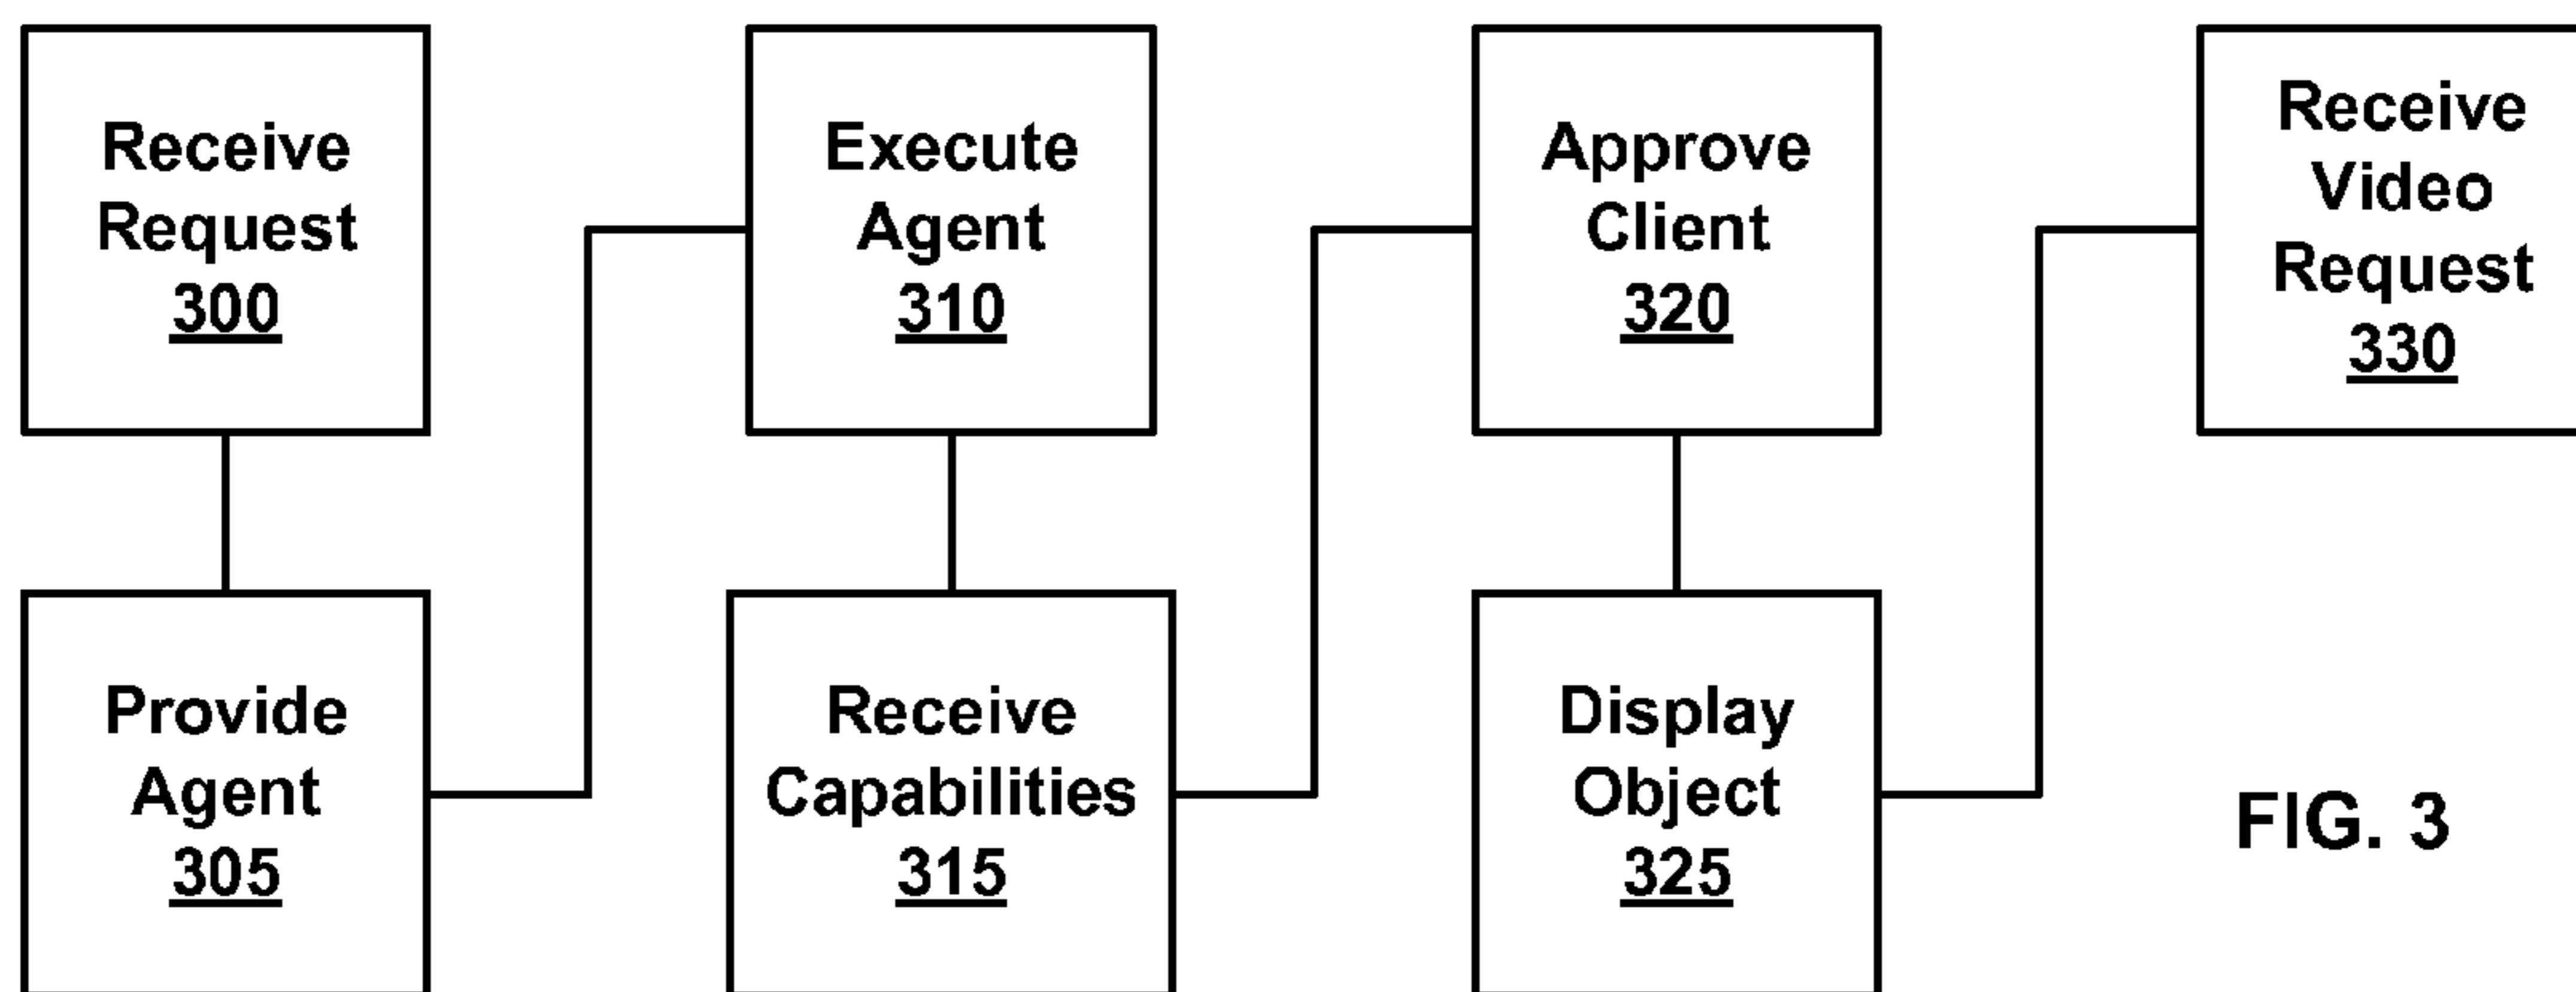 Receive
Request
300
Provide
Agent
305
Execute
Agent
310
Receive
Capabilities
315
Approve
Client
320
Display
Object
325
Receive
Video
Request
330
FIG. 3